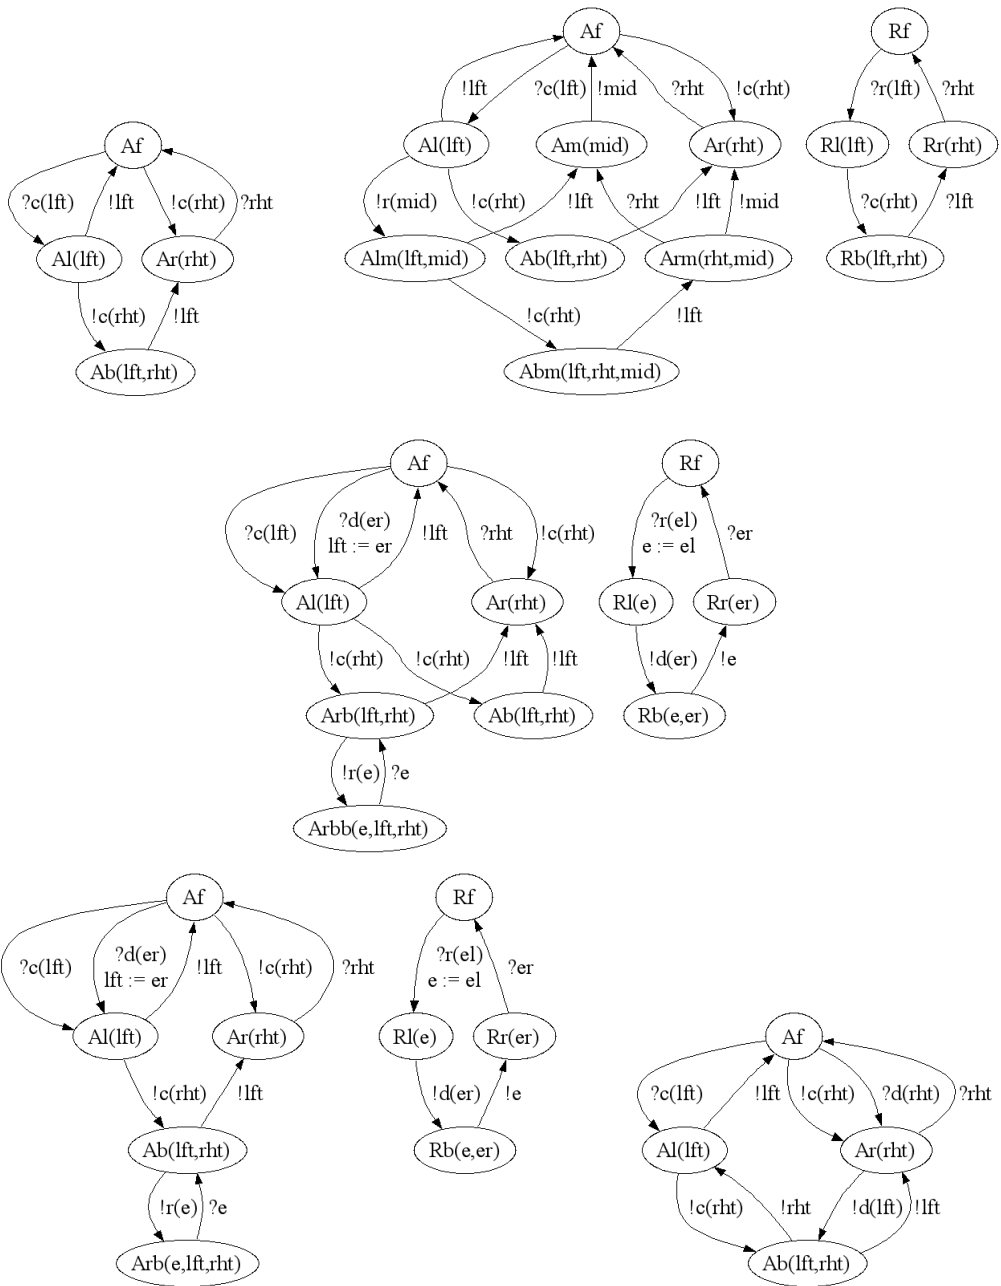 Af
?c(lft)
!lft
!c(rht)
?rht
Al(lft)
Ar(rht)
!c(rht)
!lft
Ab(lft,rht)
Af
!lft
?c(lft)
!mid
?rht
!c(rht)
Al(lft)
Am(mid)
Ar(rht)
!r(mid)
!c(rht)
!lft
?rht
!lft
!mid
Alm(lft,mid)
Ab(lft,rht)
Arm(rht,mid)
!c(rht)
!lft
Abm(lft,rht,mid)
Rf
?r(lft)
?rht
Rl(lft)
Rr(rht)
?c(rht)
?lft
Rb(lft,rht)
Af
?c(lft)
?d(er)
lft := er
!lft
?rht
!c(rht)
Al(lft)
Ar(rht)
!c(rht)
!c(rht)
!lft
!lft
Arb(lft,rht)
Ab(lft,rht)
!r(e)
?e
Arbb(e,lft,rht)
Rf
?r(el)
e := el
?er
Rl(e)
Rr(er)
!d(er)
!e
Rb(e,er)
Af
?c(lft)
?d(er)
lft := er
!lft
!c(rht)
?rht
Al(lft)
Ar(rht)
!c(rht)
!lft
Ab(lft,rht)
!r(e)
?e
Arb(e,lft,rht)
Rf
?r(el)
e := el
?er
Rl(e)
Rr(er)
!d(er)
!e
Rb(e,er)
Af
?c(lft)
!lft
!c(rht)
?d(rht)
?rht
Al(lft)
Ar(rht)
!c(rht)
!rht
!d(lft)
!lft
Ab(lft,rht)